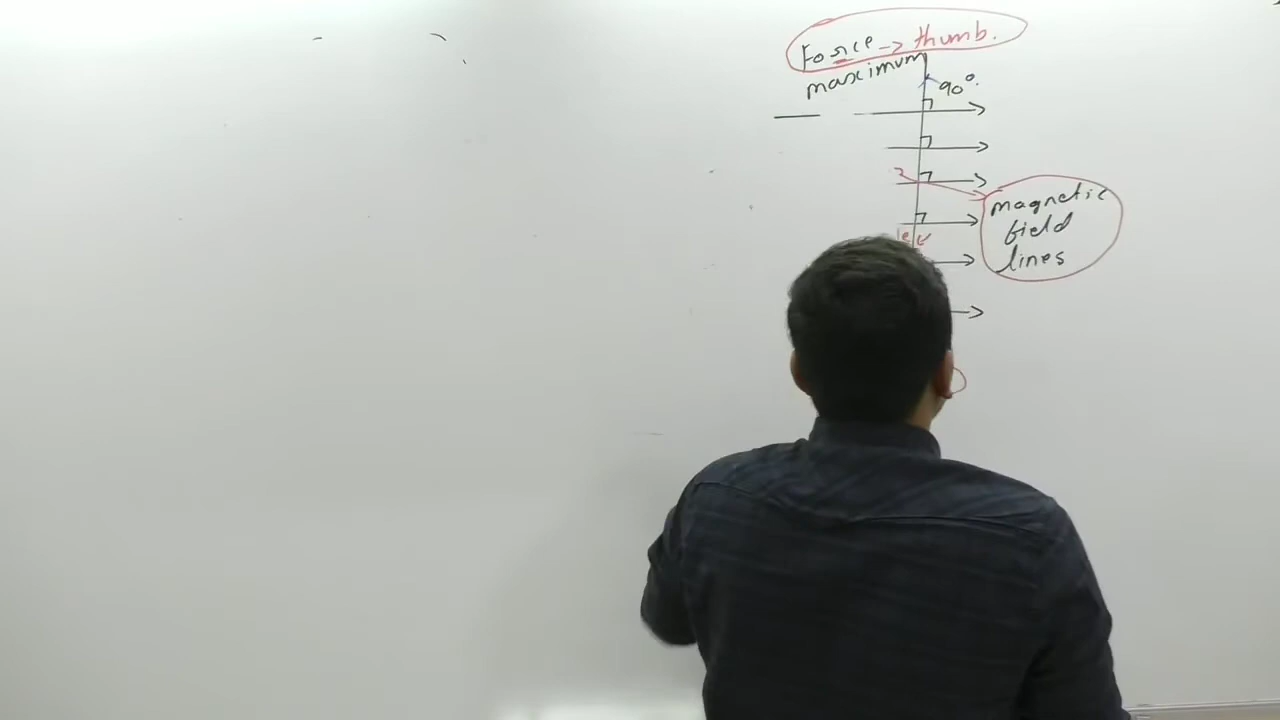 Force → thumb.
maximum
90°.
magnetic
field
lines